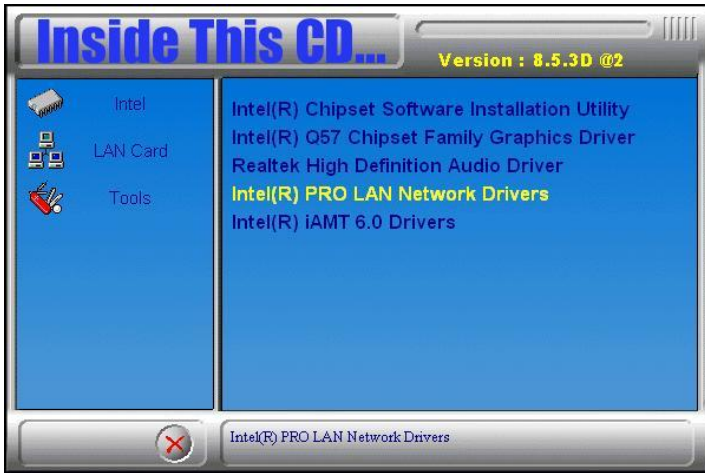 Inside This CD...
Version : 8.5.3D @2
Intel
LAN Card
Tools
Intel(R) Chipset Software Installation Utility
Intel(R) Q57 Chipset Family Graphics Driver
Realtek High Definition Audio Driver
Intel(R) PRO LAN Network Drivers
Intel(R) iAMT 6.0 Drivers
Intel(R) PRO LAN Network Drivers